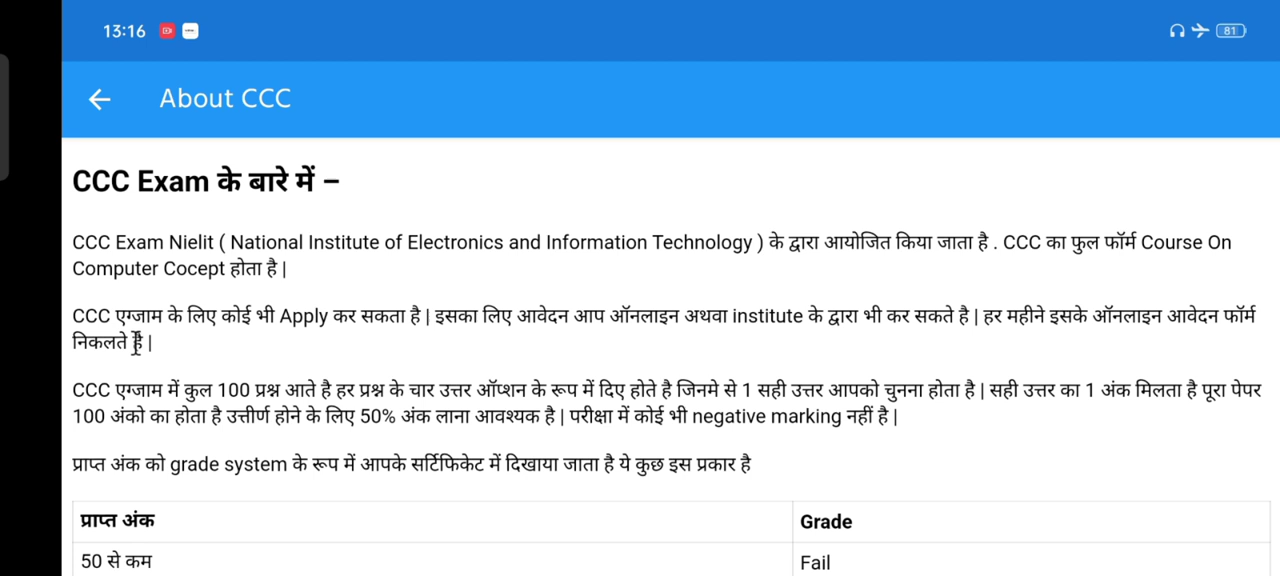 13:16
81
About CCC
CCC Exam के बारे में –
CCC Exam Nielit ( National Institute of Electronics and Information Technology ) के द्वारा आयोजित किया जाता है . CCC का फुल फॉर्म Course On
Computer Cocept होता है |
CCC एग्जाम के लिए कोई भी Apply कर सकता है | इसका लिए आवेदन आप ऑनलाइन अथवा institute के द्वारा भी कर सकते है | हर महीने इसके ऑनलाइन आवेदन फॉर्म
निकलते है |
CCC एग्जाम में कुल 100 प्रश्न आते है हर प्रश्न के चार उत्तर ऑप्शन के रूप में दिए होते है जिनमे से 1 सही उत्तर आपको चुनना होता है | सही उत्तर का 1 अंक मिलता है पूरा पेपर
100 अंको का होता है उत्तीर्ण होने के लिए 50% अंक लाना आवश्यक है | परीक्षा में कोई भी negative marking नहीं है |
प्राप्त अंक को grade system के रूप में आपके सर्टिफिकेट में दिखाया जाता है ये कुछ इस प्रकार है
प्राप्त अंक
Grade
50 से कम
Fail